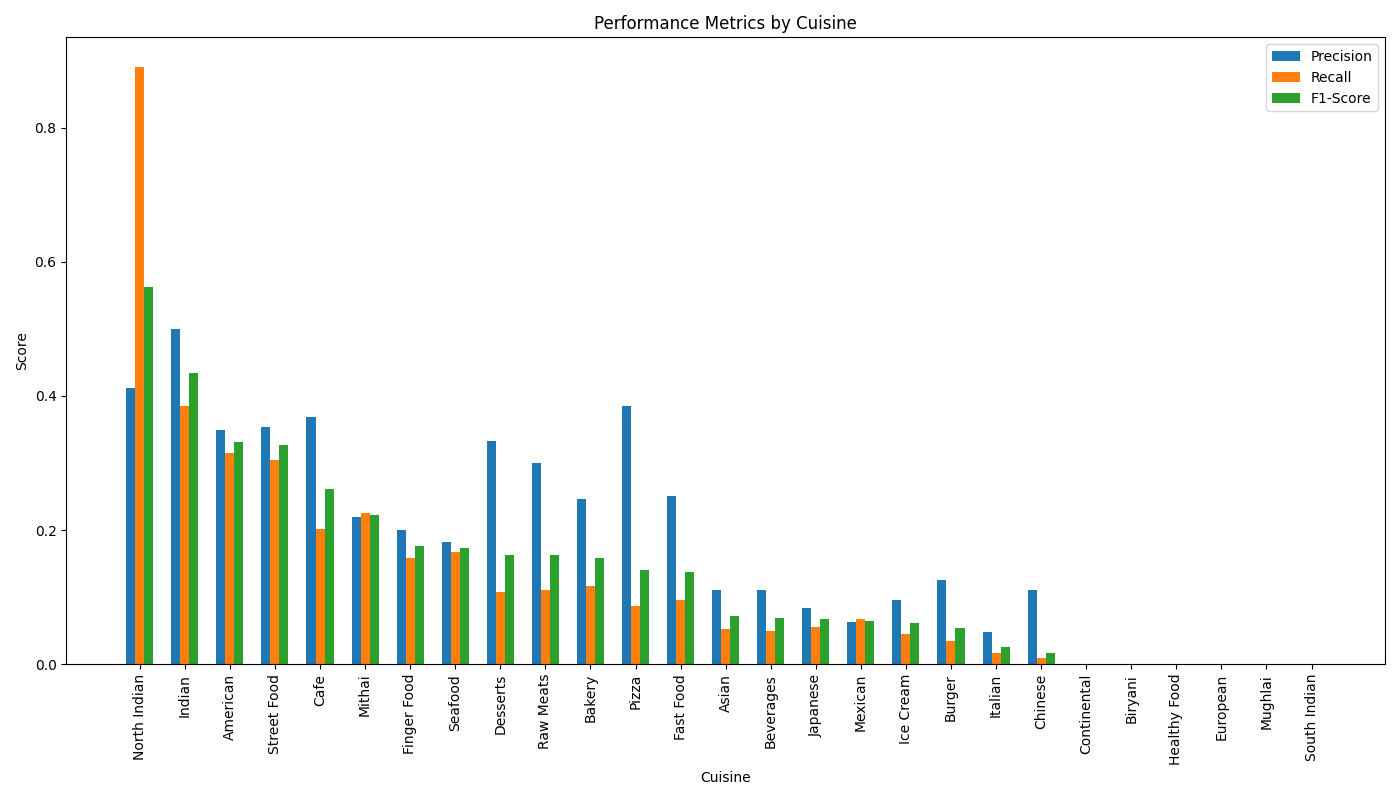 Performance Metrics by Cuisine
Precision
Recall
F1-Score
Score
0.8
0.6
0.4
0.2
0.0
North Indian
Indian
American
Street Food
Cafe
Mithai
Finger Food
Seafood
Desserts
Raw Meats
Bakery
Pizza
Fast Food
Asian
Beverages
Japanese
Mexican
Ice Cream
Burger
Italian
Chinese
Continental
Biryani
Healthy Food
European
Mughlai
South Indian
Cuisine